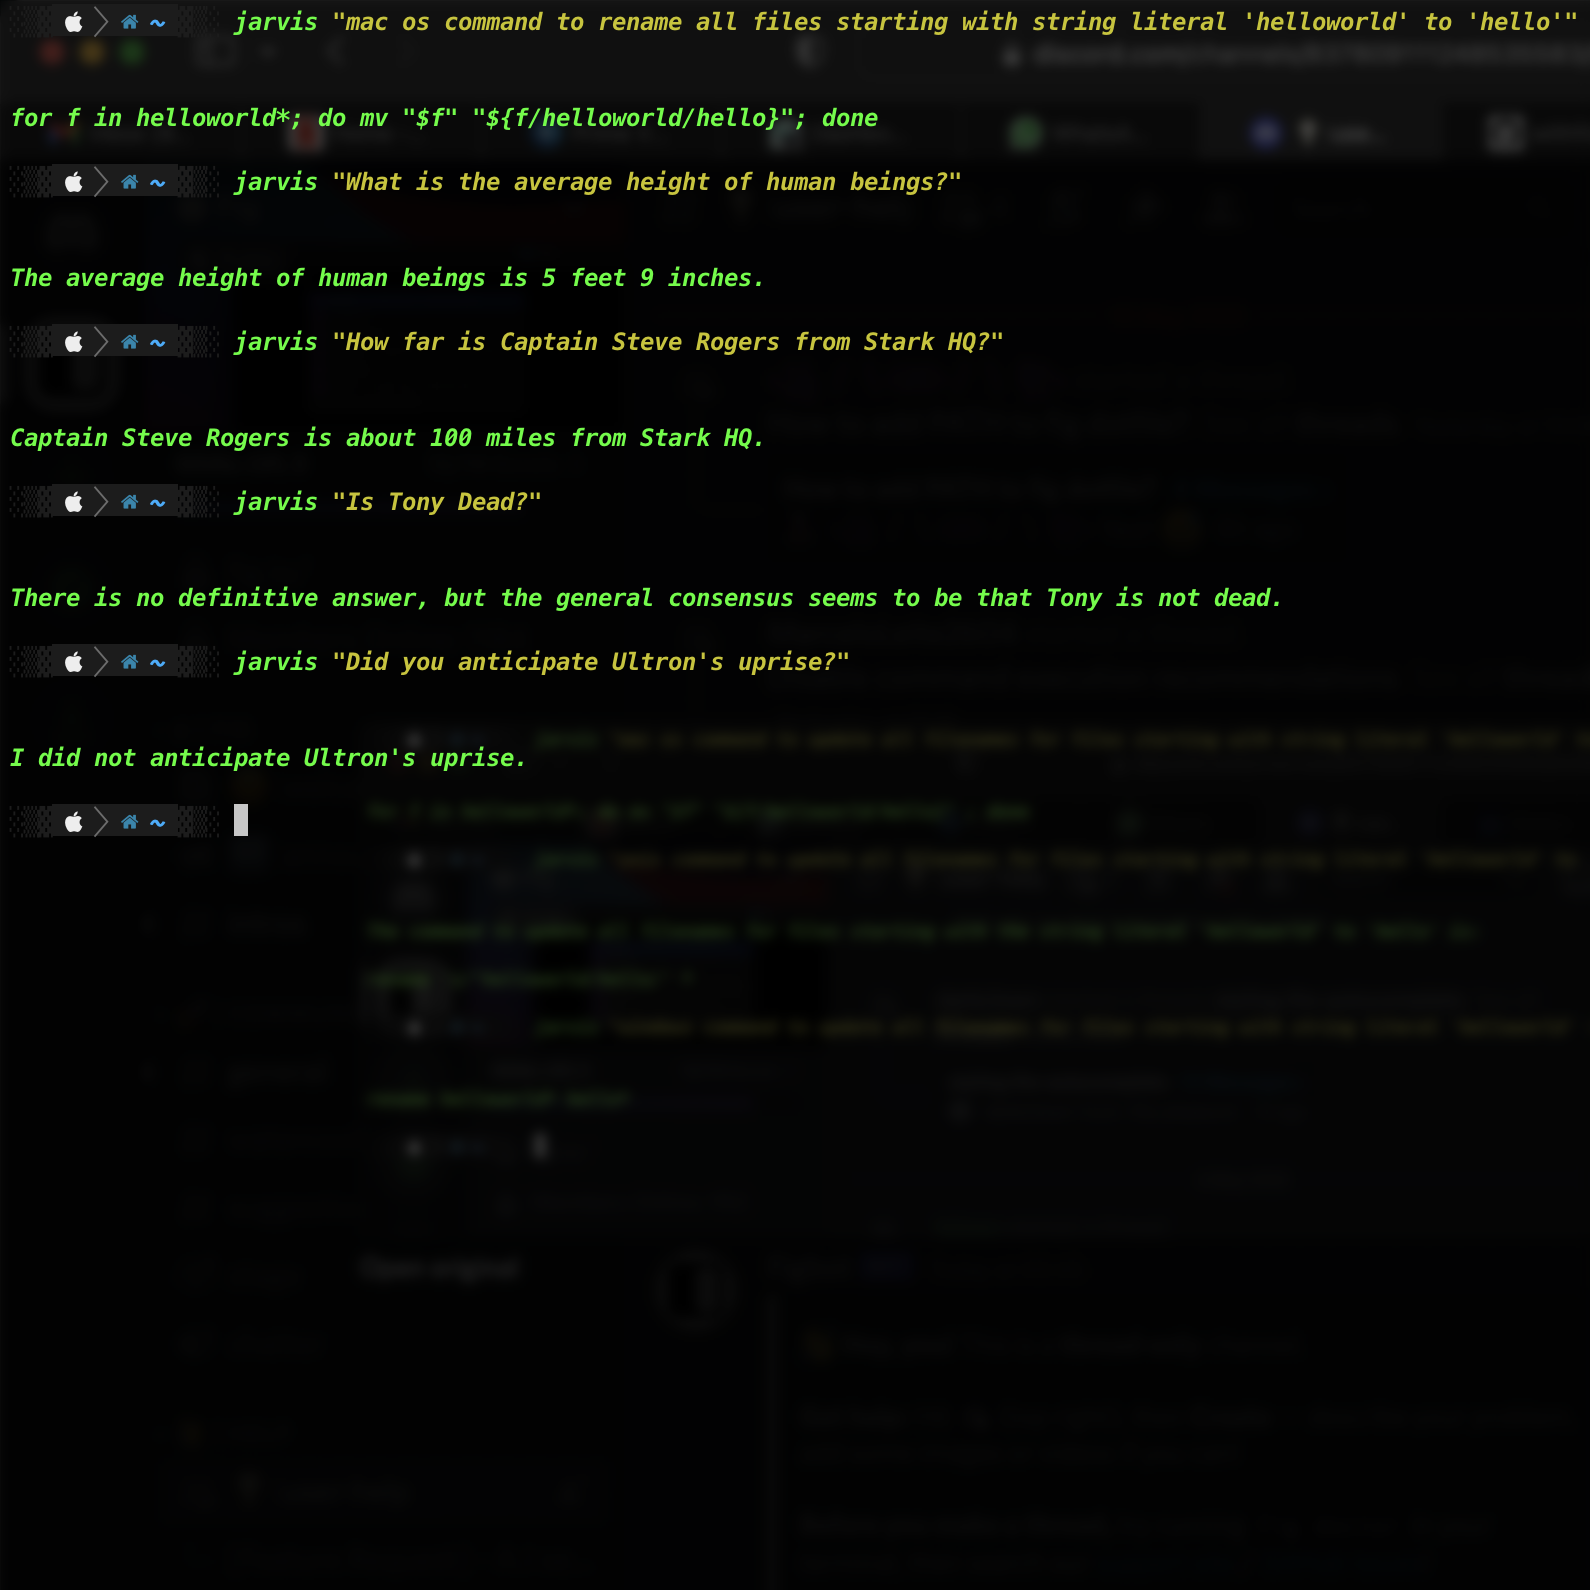 jarvis "mac os command to rename all files starting with string literal 'helloworld' to 'hello'"
for f in helloworld*; do mv "$f" "${f/helloworld/hello}"; done
~ jarvis "What is the average height of human beings?"
The average height of human beings is 5 feet 9 inches.
~ jarvis "How far is Captain Steve Rogers from Stark HQ?"
Captain Steve Rogers is about 100 miles from Stark HQ.
~ jarvis "Is Tony Dead?"
There is no definitive answer, but the general consensus seems to be that Tony is not dead.
~ jarvis "Did you anticipate Ultron's uprise?"
I did not anticipate Ultron's uprise.
~